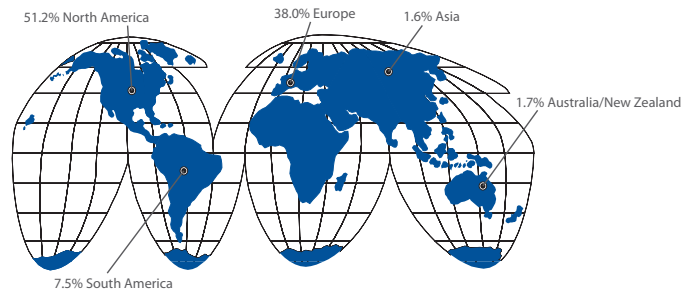 51.2% North America
38.0% Europe
1.6% Asia
1.7% Australia/New Zealand
7.5% South America